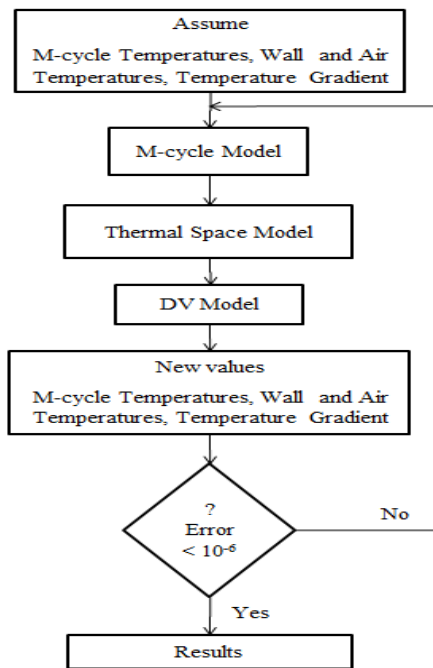 Assume
M-cycle Temperatures, Wall and Air
Temperatures, Temperature Gradient
M-cycle Model
Thermal Space Model
DV Model
New values
M-cycle Temperatures, Wall and Air
Temperatures, Temperature Gradient
?
Error
< 10⁻⁶
No
Yes
Results